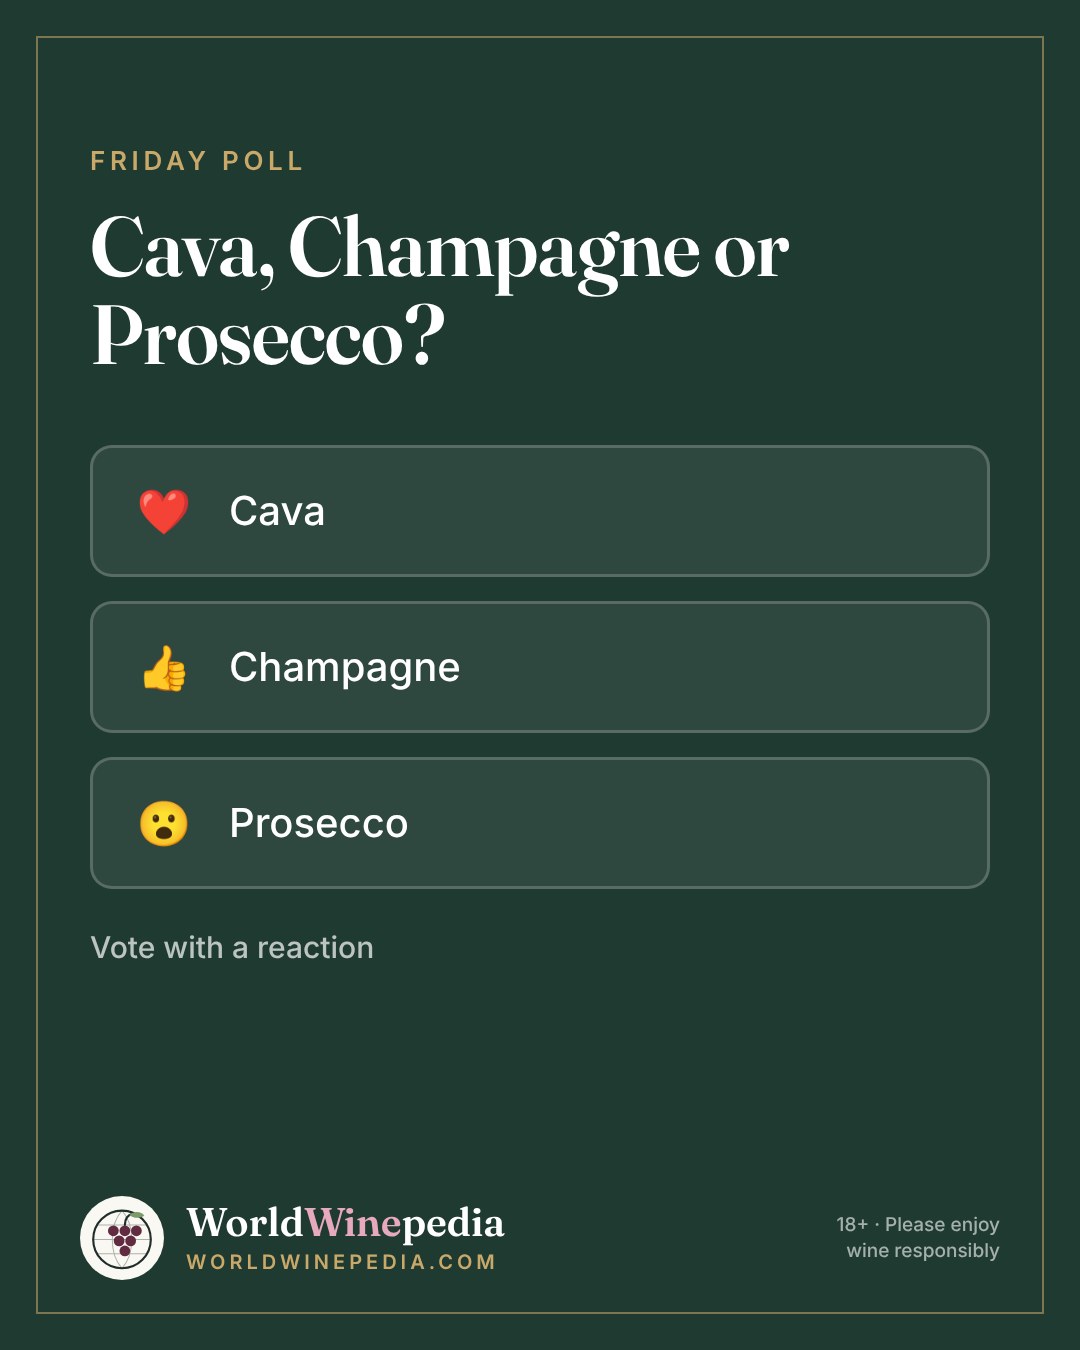 FRIDAY POLL
Cava, Champagne or
Prosecco?
❤️ Cava
👍 Champagne
😮 Prosecco
Vote with a reaction
WorldWinepedia
WORLDWINEPEDIA.COM
18+ · Please enjoy
wine responsibly